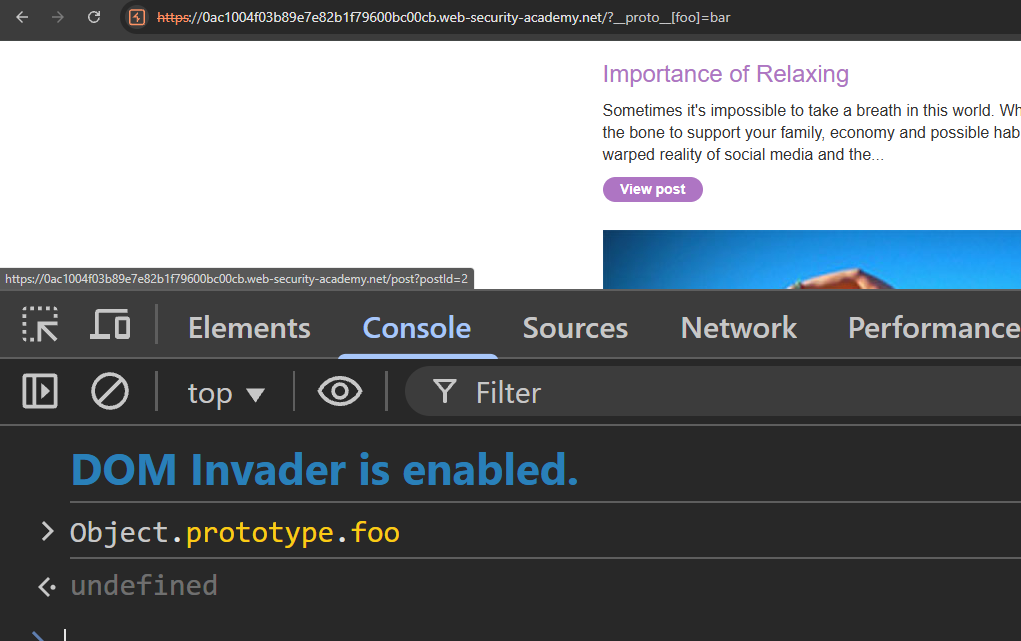 https://0ac1004f03b89e7e82b1f79600bc00cb.web-security-academy.net/?__proto__[foo]=bar
Importance of Relaxing
Sometimes it's impossible to take a breath in this world. Wh
the bone to support your family, economy and possible hab
warped reality of social media and the...
View post
https://0ac1004f03b89e7e82b1f79600bc00cb.web-security-academy.net/post?postId=2
Elements Console Sources Network Performance
top Filter
DOM Invader is enabled.
Object.prototype.foo
undefined